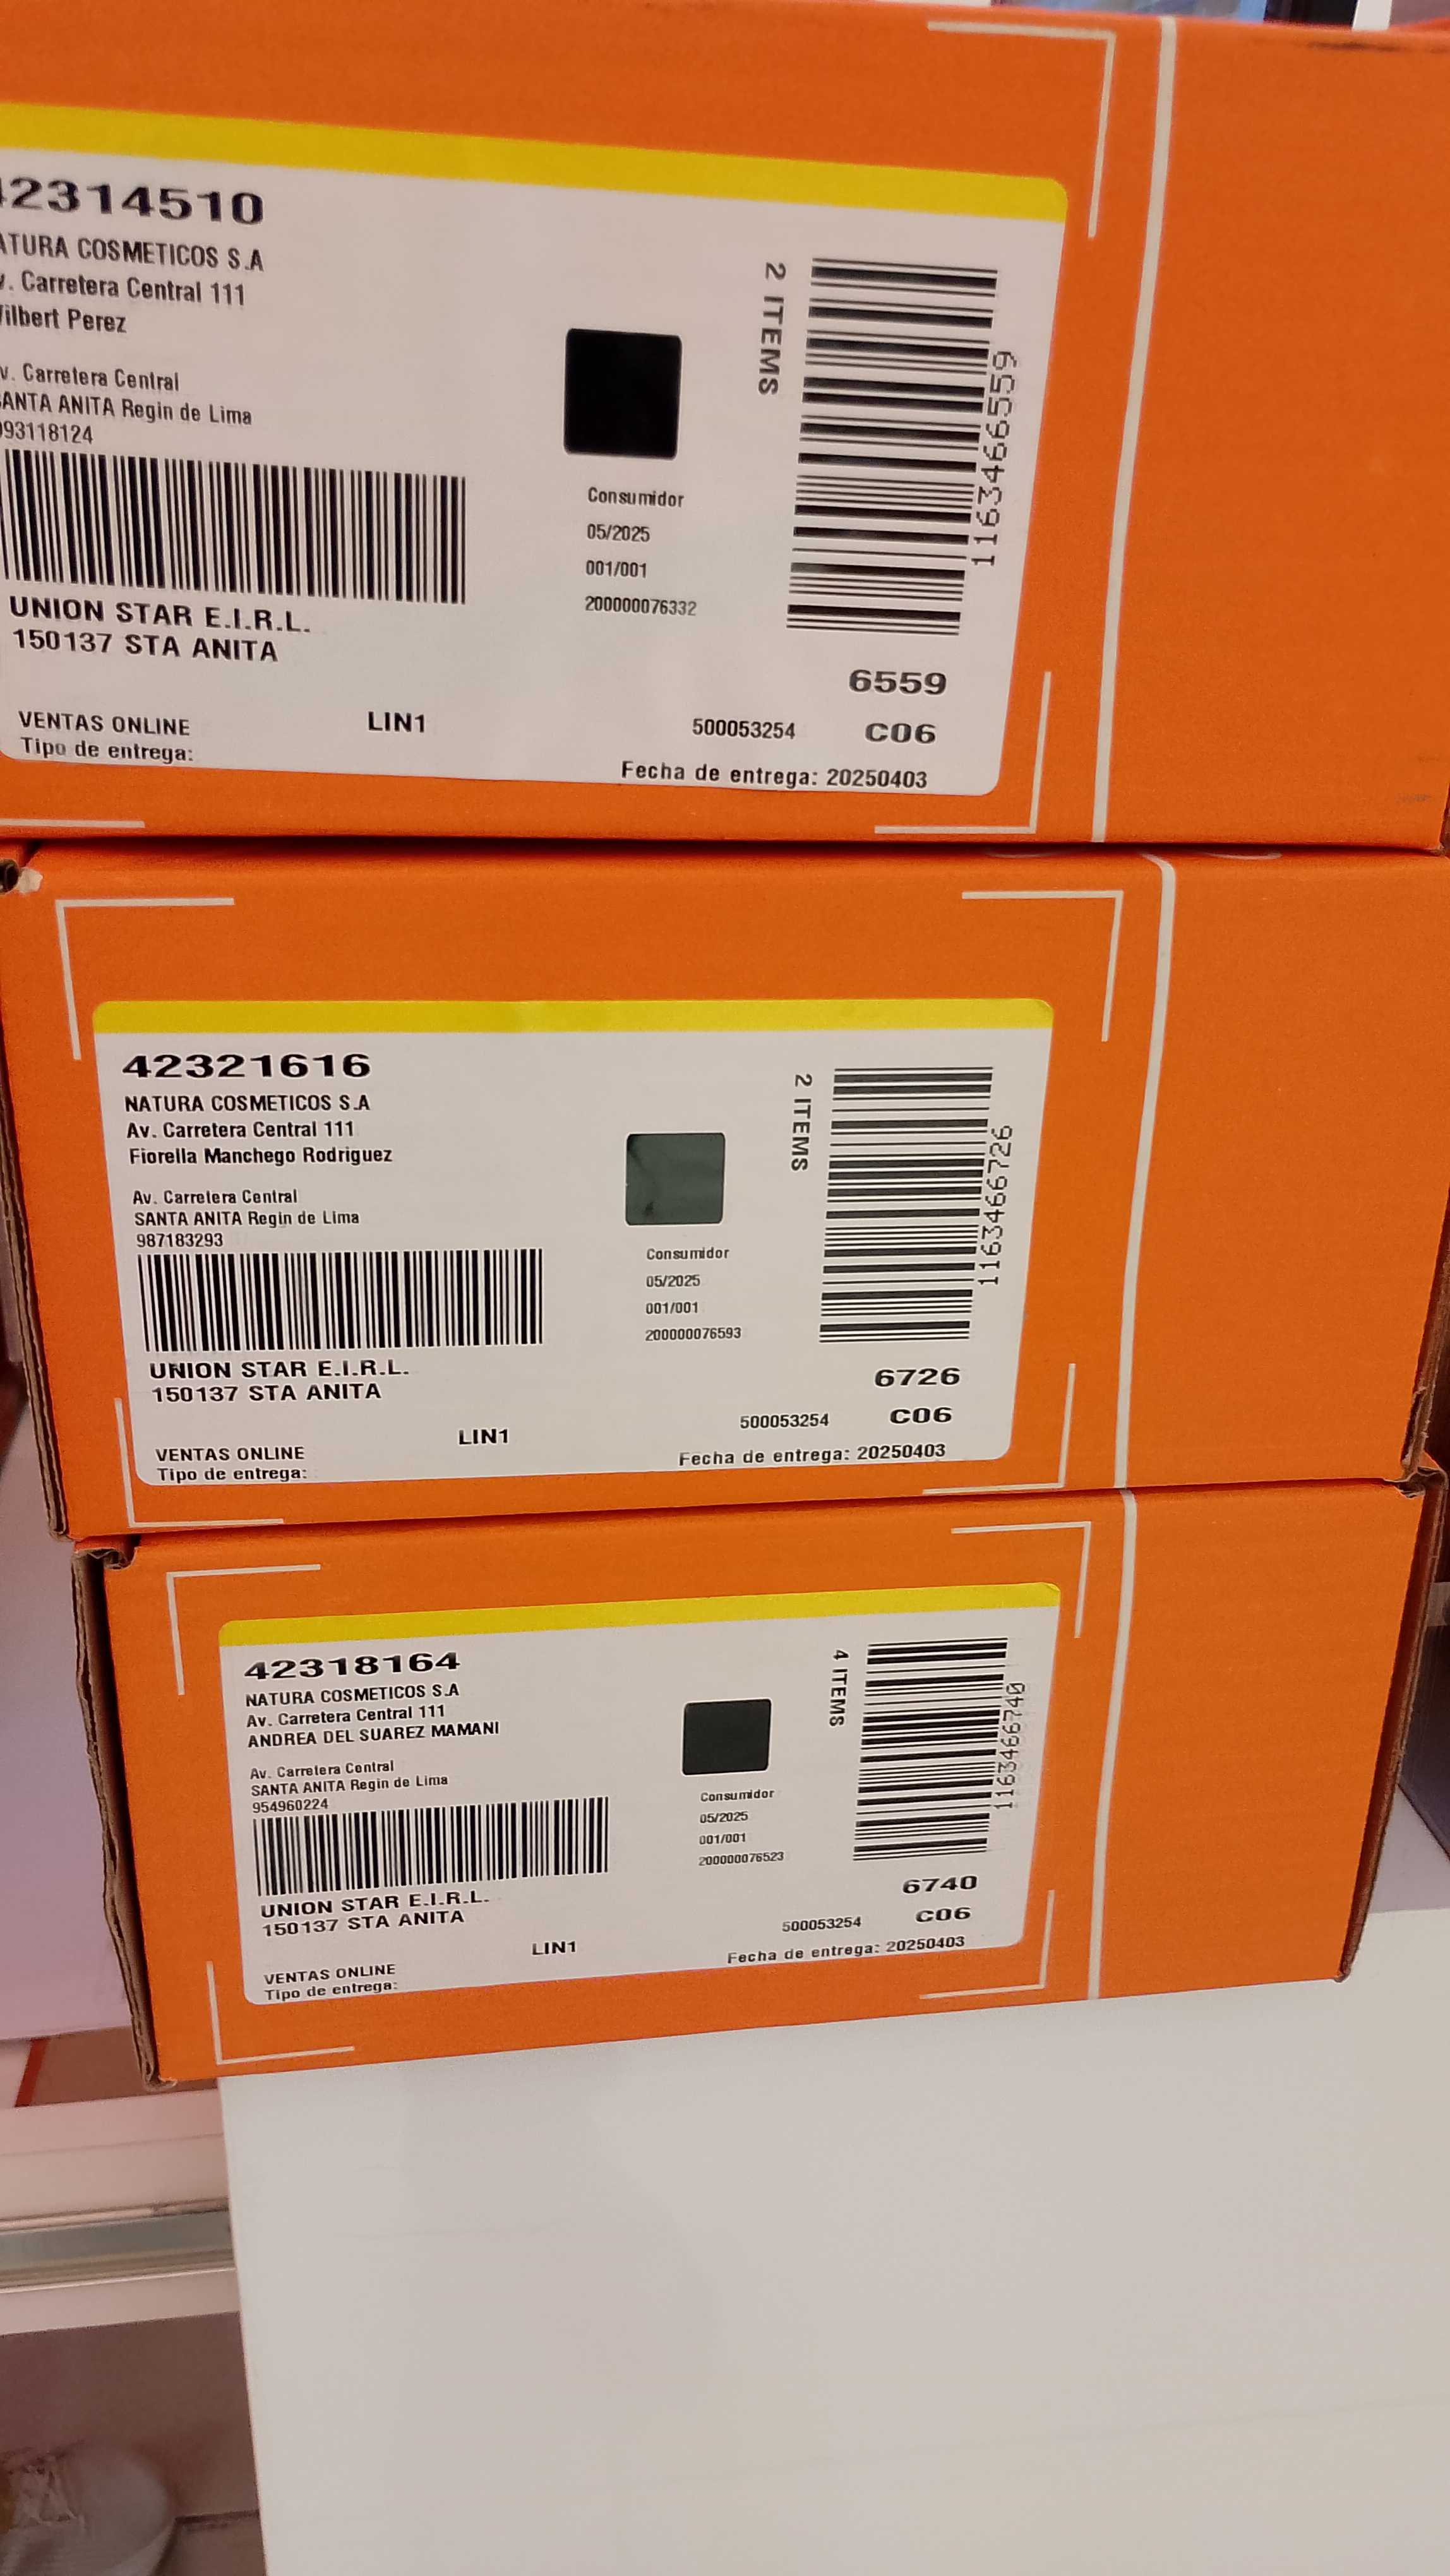 2314510
ATURA COSMETICOS S.A
. Carretera Central 111
ilbert Perez
v. Carretera Central
ANTA ANITA Regin de Lima
93118124
UNION STAR E.I.R.L.
150137 STA ANITA
VENTAS ONLINE
Tipo de entrega:
LIN1
Consumidor
05/2025
001/001
200000076332
2 ITEMS
1163466559
6559
500053254
C06
Fecha de entrega: 20250403
42321616
NATURA COSMETICOS S.A
Av. Carretera Central 111
Fiorella Manchego Rodriguez
Av. Carretera Central
SANTA ANITA Regin de Lima
987183293
UNION STAR E.I.R.L.
150137 STA ANITA
VENTAS ONLINE
Tipo de entrega:
LIN1
Consumidor
05/2025
001/001
200000076593
2 ITEMS
1163466726
6726
500053254
C06
Fecha de entrega: 20250403
42318164
NATURA COSMETICOS S.A
Av. Carretera Central 111
ANDREA DEL SUAREZ MAMANI
Av. Carretera Central
SANTA ANITA Regin de Lima
954960224
UNION STAR E.I.R.L.
150137 STA ANITA
VENTAS ONLINE
Tipo de entrega:
LIN1
Consumidor
05/2025
001/001
200000076523
4 ITEMS
1163466740
6740
500053254
C06
Fecha de entrega: 20250403